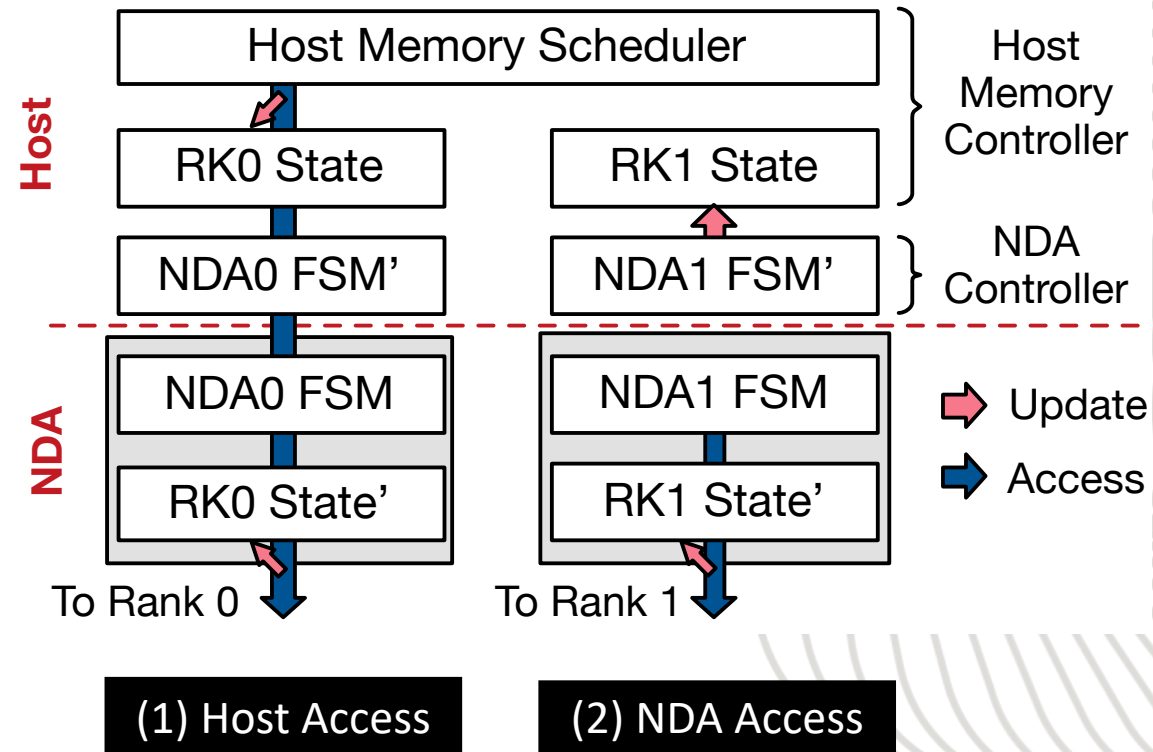 Host Memory Scheduler
Host
Memory
Controller
Host
RK0 State
RK1 State
NDA0 FSM’
NDA1 FSM’
NDA
Controller
NDA
NDA0 FSM
NDA1 FSM
Update
RK0 State’
RK1 State’
Access
To Rank 0
To Rank 1
(1) Host Access
(2) NDA Access